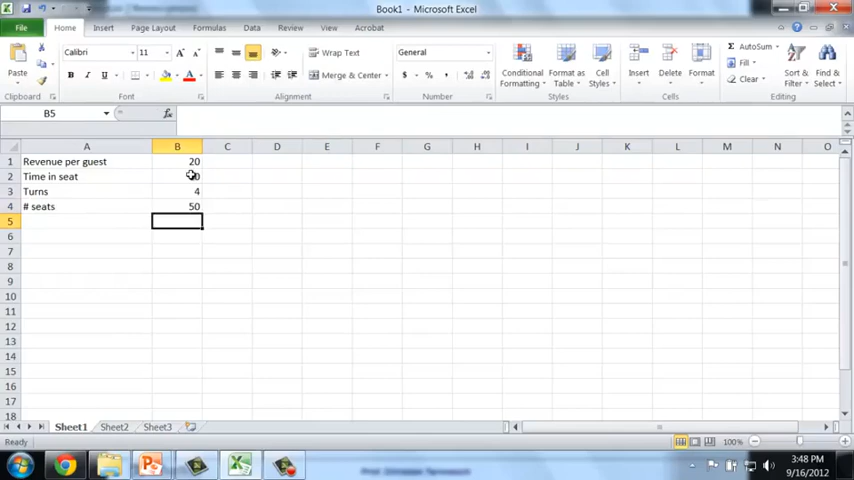 Book1 - Microsoft Excel
File Home Insert Page Layout Formulas Data Review View Acrobat
Paste
Calibri 11
B I U A
Wrap Text
Merge & Center
General
$ % ,
Conditional Formatting
Format as Table
Cell Styles
Insert Delete Format
AutoSum
Fill
Clear
Sort & Filter
Find & Select
Clipboard Font Alignment Number Styles Cells Editing
B5 fx
A B C D E F G H I J K L M N O
1 Revenue per guest 20
2 Time in seat
3 Turns 4
4 # seats 50
5
6
7
8
9
10
11
12
13
14
15
16
17
18
Sheet1 Sheet2 Sheet3
Ready 100%
3:48 PM
9/16/2012